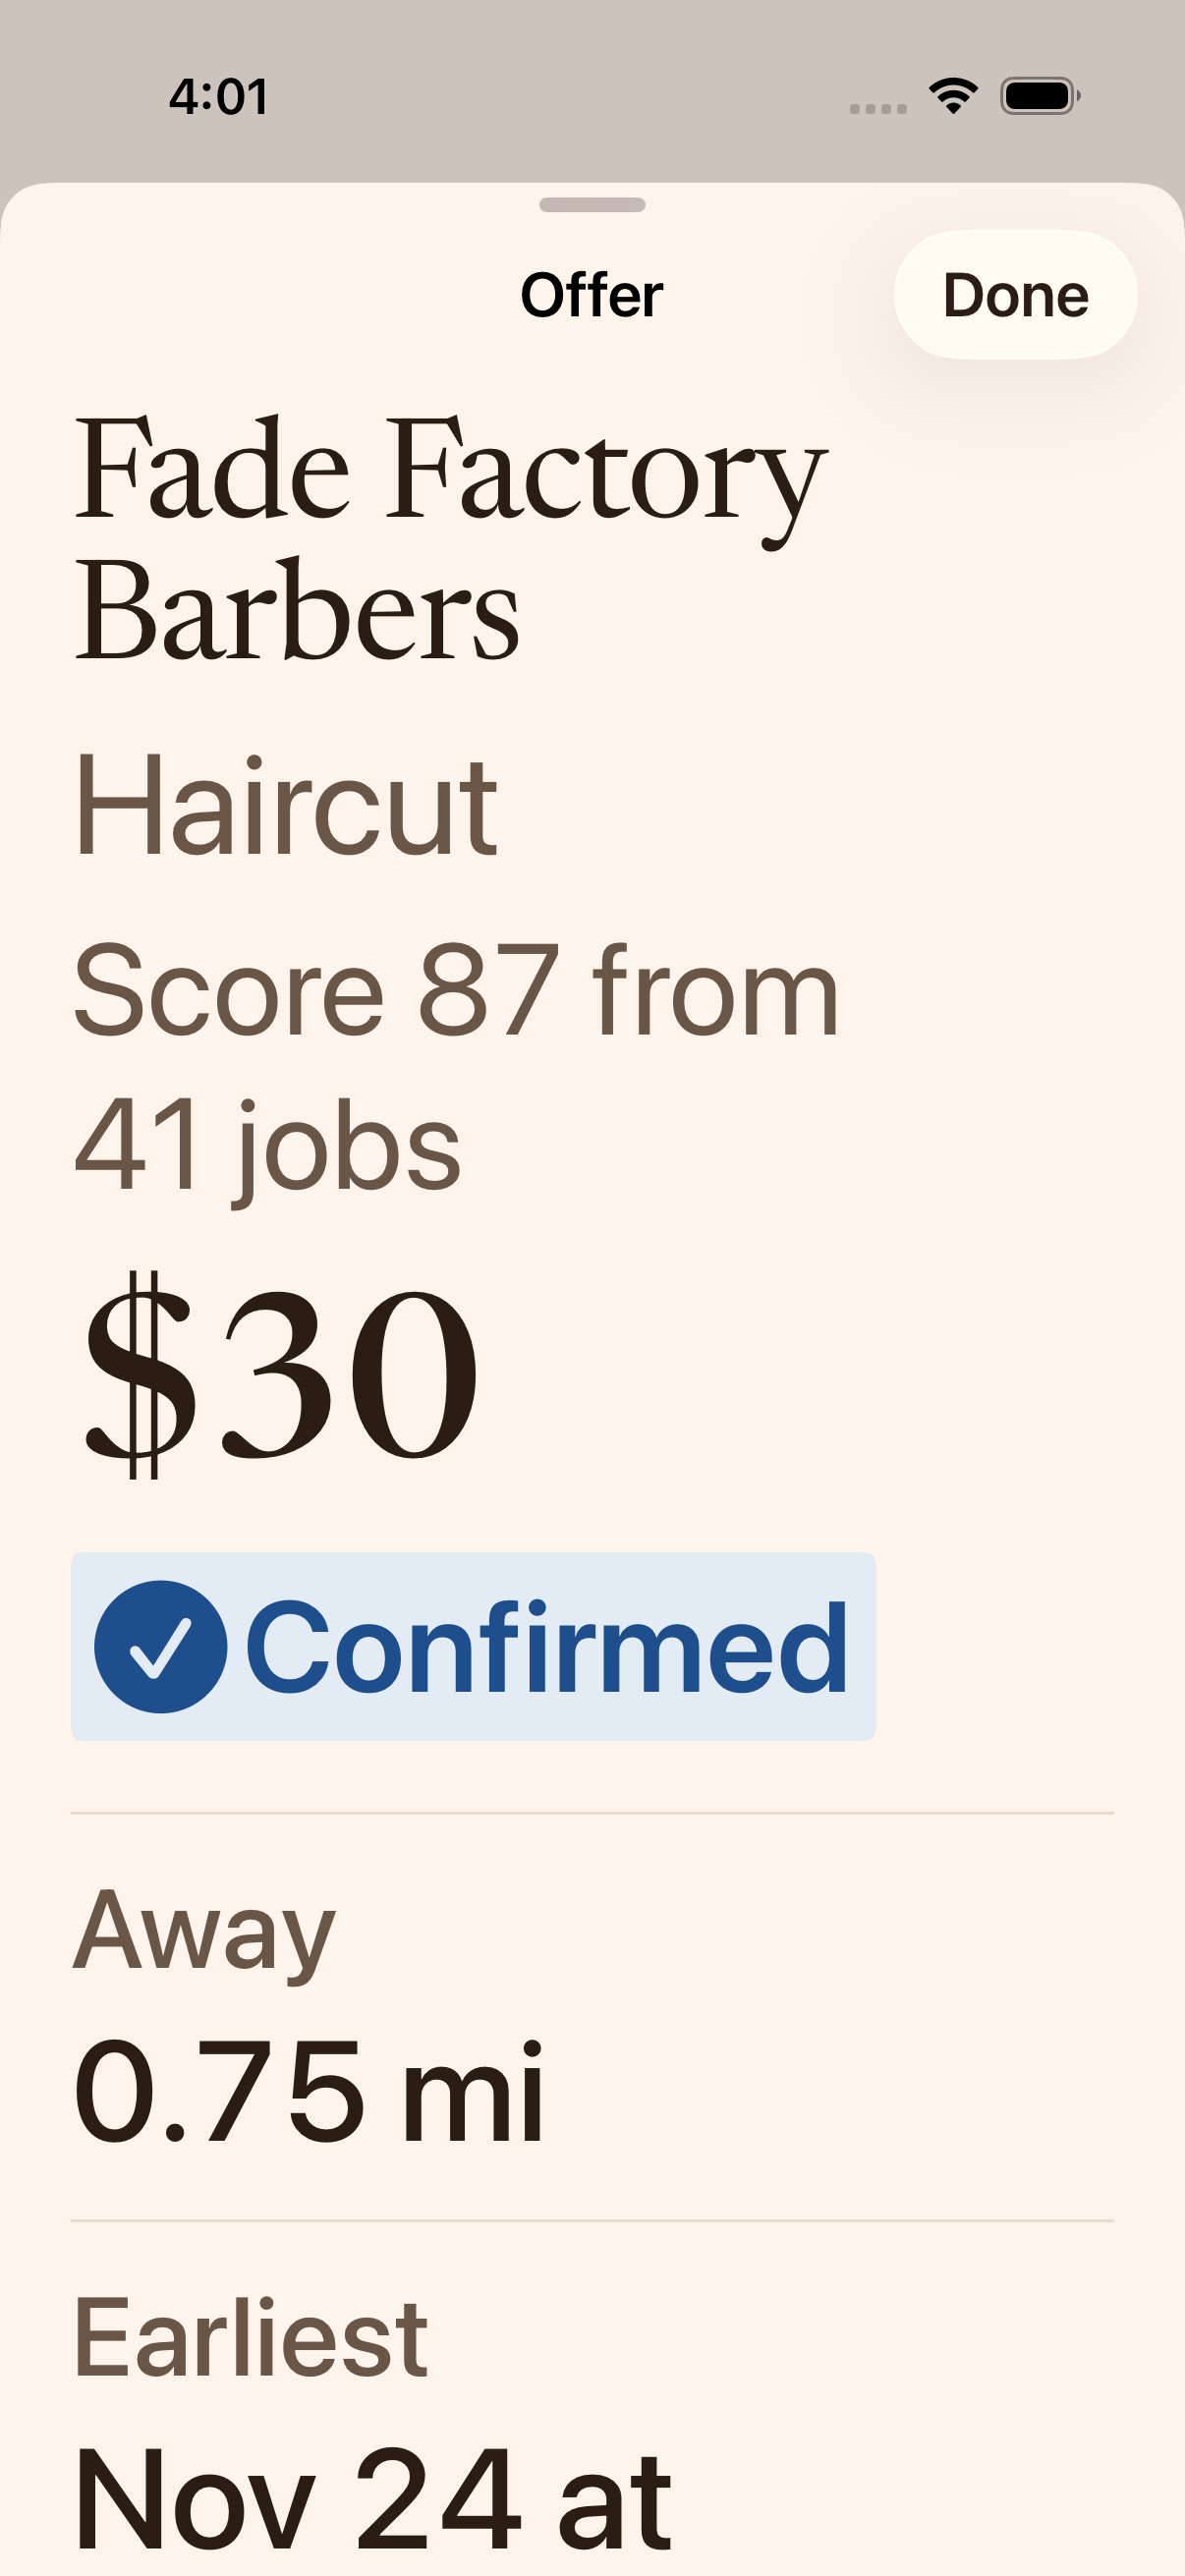 4:01
Offer
Done
Fade Factory
Barbers
Haircut
Score 87 from
41 jobs
$30
Confirmed
Away
0.75 mi
Earliest
Nov 24 at